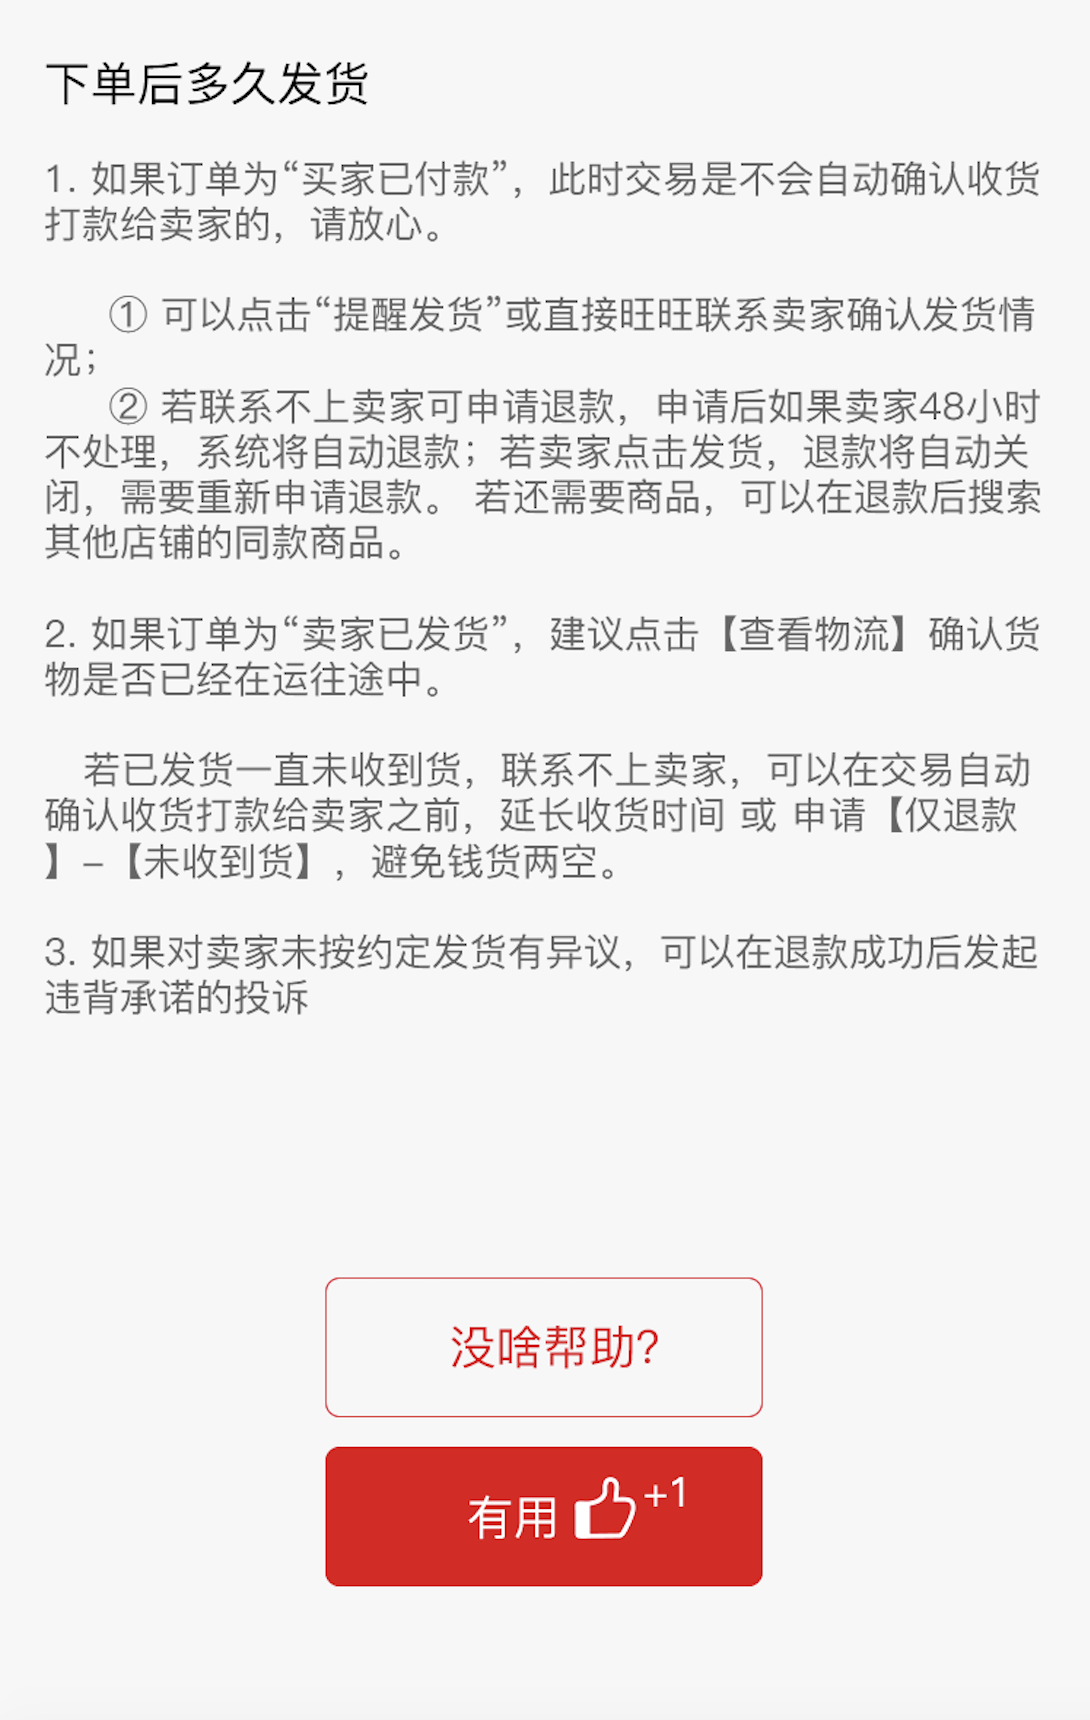 下单后多久发货
1. 如果订单为“买家已付款”，此时交易是不会自动确认收货
打款给卖家的，请放心。
① 可以点击“提醒发货”或直接旺旺联系卖家确认发货情
况；
② 若联系不上卖家可申请退款，申请后如果卖家48小时
不处理，系统将自动退款；若卖家点击发货，退款将自动关
闭，需要重新申请退款。 若还需要商品，可以在退款后搜索
其他店铺的同款商品。
2. 如果订单为“卖家已发货”，建议点击【查看物流】确认货
物是否已经在运往途中。
若已发货一直未收到货，联系不上卖家，可以在交易自动
确认收货打款给卖家之前，延长收货时间 或 申请【仅退款
】–【未收到货】，避免钱货两空。
3. 如果对卖家未按约定发货有异议，可以在退款成功后发起
违背承诺的投诉
没啥帮助?
有用 +1